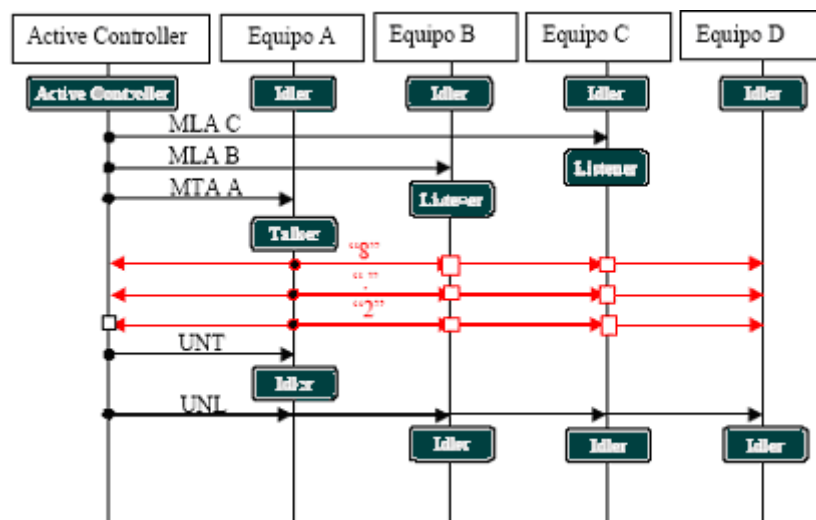 Active Controller Equipo A Equipo B Equipo C Equipo D
Active Controller Idler Idler Idler Idler
MLA C
MLA B
Listener
MTA A
Listener
Talker
“8”
“.”
“2”
UNT
Idler
UNL
Idler Idler Idler